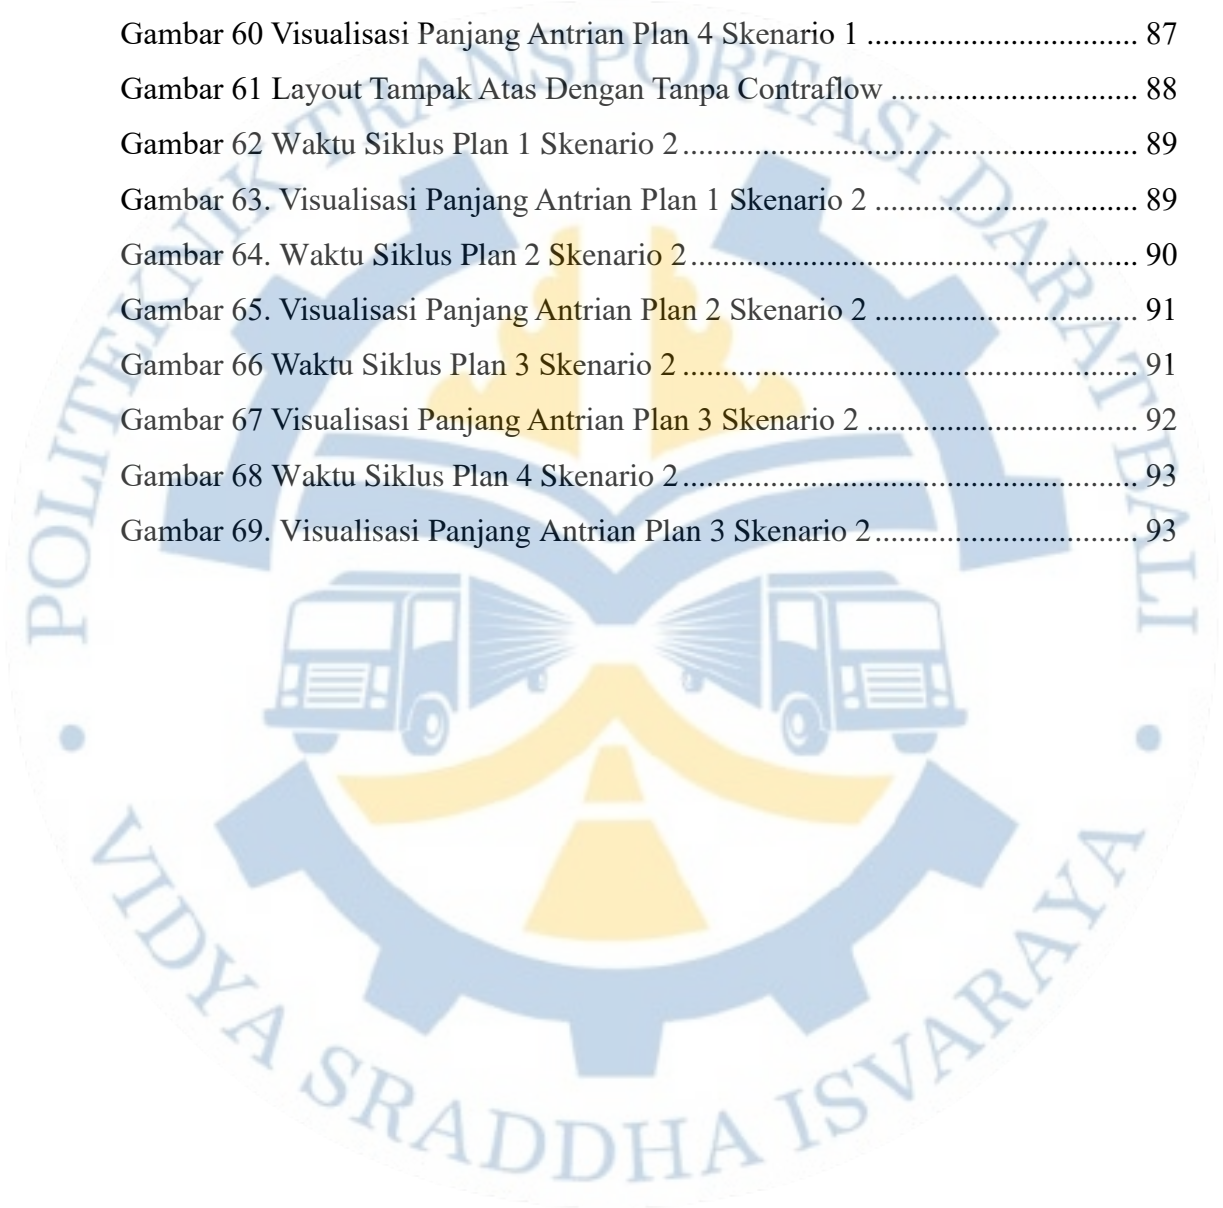 Gambar 60 Visualisasi Panjang Antrian Plan 4 Skenario 1 .................................. 87
Gambar 61 Layout Tampak Atas Dengan Tanpa Contraflow ............................... 88
Gambar 62 Waktu Siklus Plan 1 Skenario 2......................................................... 89
Gambar 63. Visualisasi Panjang Antrian Plan 1 Skenario 2 ................................. 89
Gambar 64. Waktu Siklus Plan 2 Skenario 2........................................................ 90
Gambar 65. Visualisasi Panjang Antrian Plan 2 Skenario 2 ................................. 91
Gambar 66 Waktu Siklus Plan 3 Skenario 2 ......................................................... 91
Gambar 67 Visualisasi Panjang Antrian Plan 3 Skenario 2 .................................. 92
Gambar 68 Waktu Siklus Plan 4 Skenario 2......................................................... 93
Gambar 69. Visualisasi Panjang Antrian Plan 3 Skenario 2................................. 93
POLITEKNIK TRANSPORTASI DARAT BALI
VIDYA SRADDHA ISVARAYA